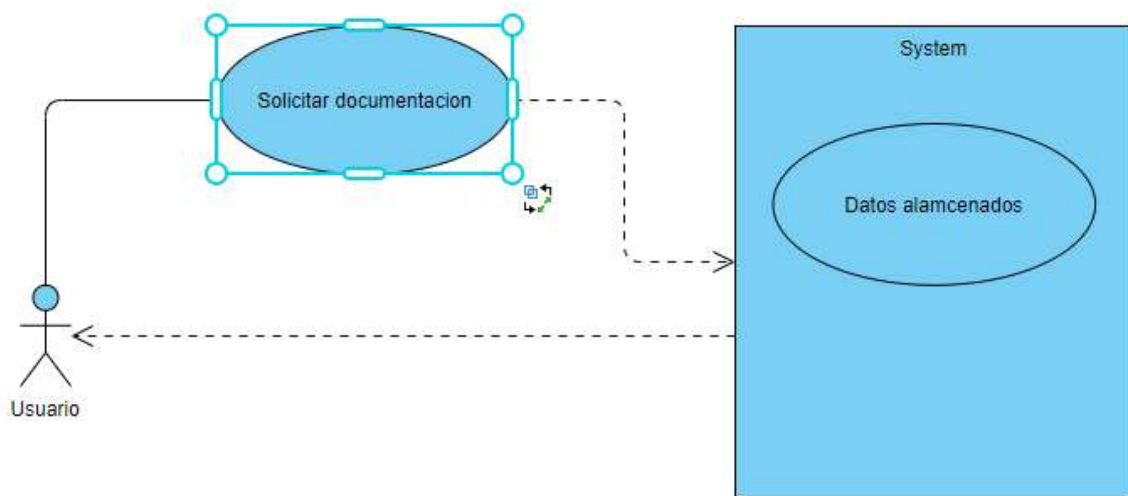 Solicitar documentacion
System
Datos alamcenados
Usuario